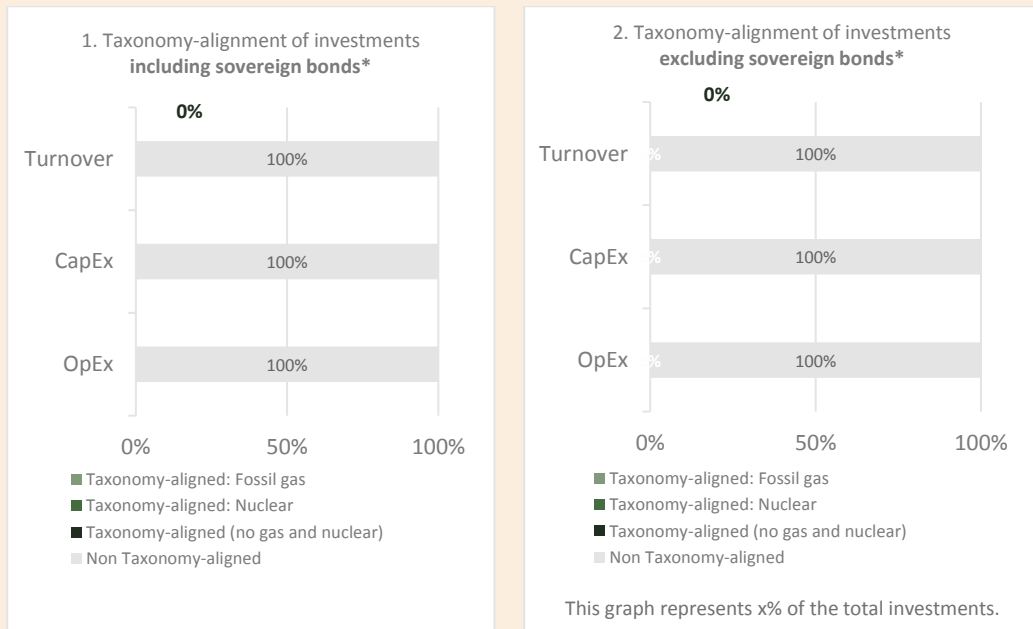 1. Taxonomy-alignment of investments
including sovereign bonds*
0%
Turnover
100%
CapEx
100%
OpEx
100%
0%
50%
100%
Taxonomy-aligned: Fossil gas
Taxonomy-aligned: Nuclear
Taxonomy-aligned (no gas and nuclear)
Non Taxonomy-aligned
2. Taxonomy-alignment of investments
excluding sovereign bonds*
0%
Turnover
100%
CapEx
100%
OpEx
100%
0%
50%
100%
Taxonomy-aligned: Fossil gas
Taxonomy-aligned: Nuclear
Taxonomy-aligned (no gas and nuclear)
Non Taxonomy-aligned
This graph represents x% of the total investments.